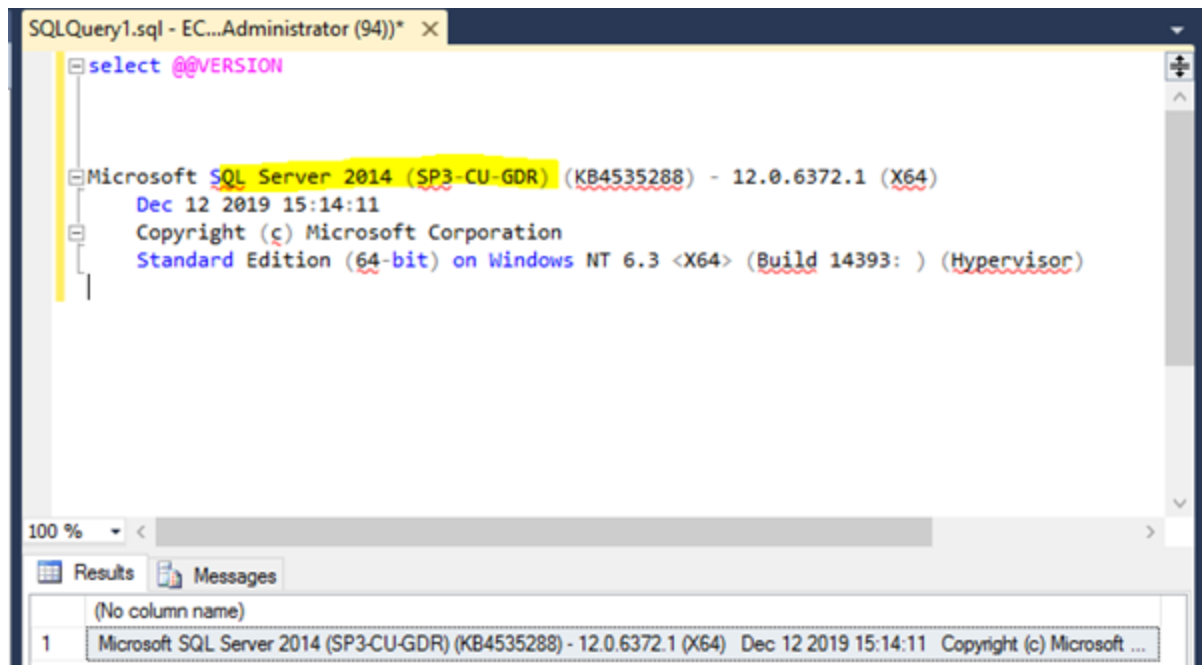 SQLQuery1.sql - EC...Administrator (94))*
select @@VERSION
Microsoft SQL Server 2014 (SP3-CU-GDR) (KB4535288) - 12.0.6372.1 (X64)
Dec 12 2019 15:14:11
Copyright (c) Microsoft Corporation
Standard Edition (64-bit) on Windows NT 6.3 <X64> (Build 14393: ) (Hypervisor)
100 %
Results Messages
(No column name)
1 Microsoft SQL Server 2014 (SP3-CU-GDR) (KB4535288) - 12.0.6372.1 (X64) Dec 12 2019 15:14:11 Copyright (c) Microsoft ...